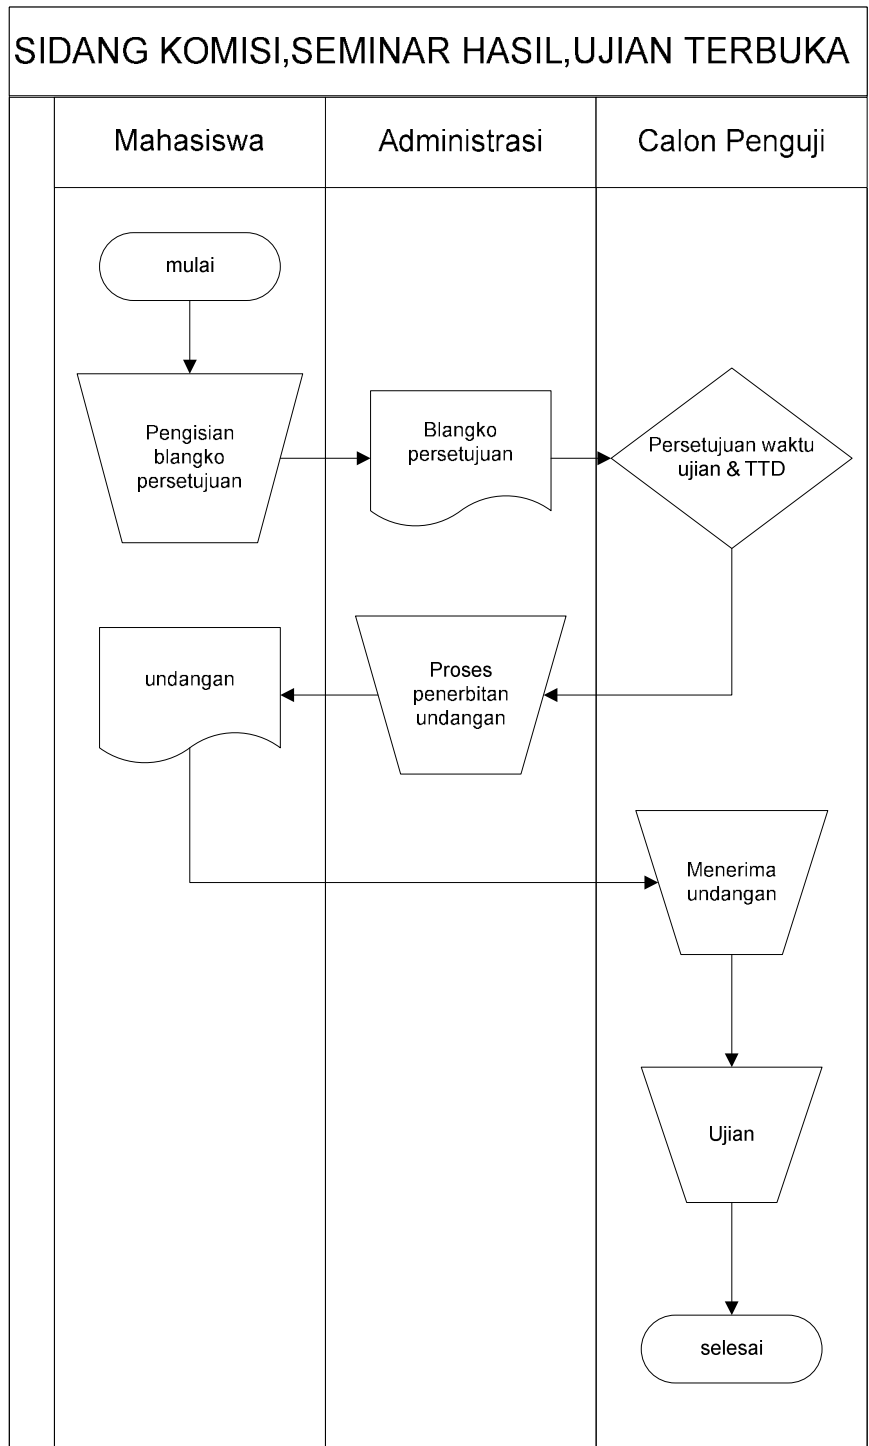 SIDANG KOMISI,SEMINAR HASIL,UJIAN TERBUKA
Mahasiswa
Administrasi
Calon Penguji
mulai
Pengisian
blangko
persetujuan
Blangko
persetujuan
Persetujuan waktu
ujian & TTD
undangan
Proses
penerbitan
undangan
Menerima
undangan
Ujian
selesai